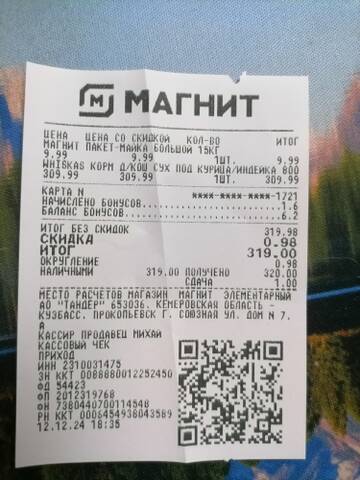 МАГНИТ
ЦЕНА ЦЕНА СО СКИДКОЙ КОЛ-ВО ИТОГ
МАГНИТ ПАКЕТ-МАЙКА БОЛЬШОЙ 15КГ
9.99 9.99 1ШТ. 9.99
WHISKAS КОРМ Д/КОШ СУХ ПОД КУРИЦА/ИНДЕЙКА 800
309.99 309.99 1ШТ. 309.99
КАРТА N ****-****-****-1721
НАЧИСЛЕНО БОНУСОВ 1.6
БАЛАНС БОНУСОВ 6.2
ИТОГ БЕЗ СКИДОК 319.98
СКИДКА 0.98
ИТОГ 319.00
ОКРУГЛЕНИЕ 0.98
НАЛИЧНЫМИ 319.00 ПОЛУЧЕНО 320.00
СДАЧА 1.00
МЕСТО РАСЧЕТОВ МАГАЗИН МАГНИТ ЭЛЕМЕНТАРНЫЙ
АО "ТАНДЕР" 653036. КЕМЕРОВСКАЯ ОБЛАСТЬ -
КУЗБАСС. ПРОКОПЬЕВСК Г. СОЮЗНАЯ УЛ. ДОМ N 7.
А
КАССИР ПРОДАВЕЦ МИХАЙ
КАССОВЫЙ ЧЕК
ПРИХОД
ИНН 2310031475
ЗН ККТ 0088880012252450
ФД 54423
ФП 2012319768
ФН 7380440700114548
РН ККТ 0006454938043589
12.12.24 18:35